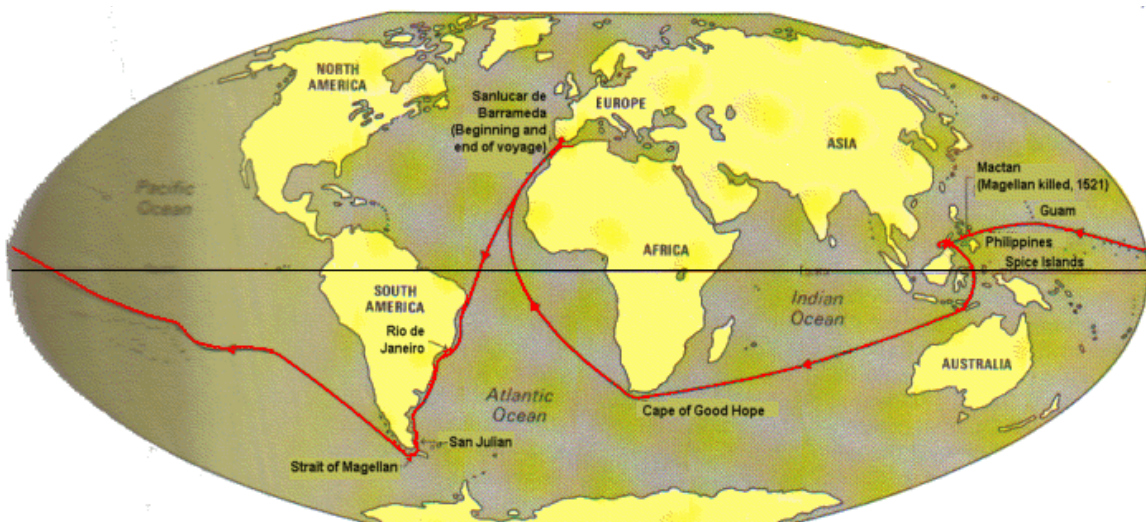 NORTH
AMERICA
Sanlucar de
Barrameda
(Beginning and
end of voyage)
EUROPE
ASIA
Pacific
Ocean
Mactan
(Magellan killed, 1521)
Guam
Philippines
Spice Islands
AFRICA
SOUTH
AMERICA
Indian
Ocean
Rio de
Janeiro
AUSTRALIA
Atlantic
Ocean
Cape of Good Hope
San Julian
Strait of Magellan